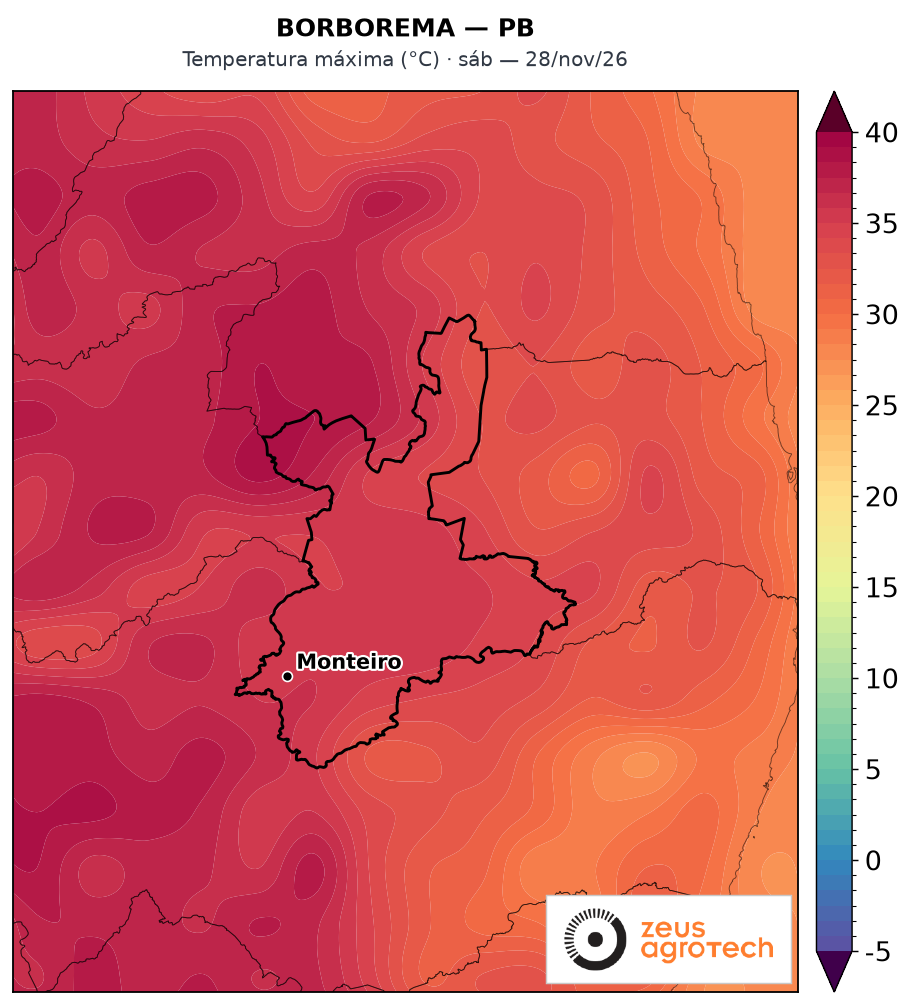 BORBOREMA — PB
Temperatura máxima (°C) · sáb — 28/nov/26
40
35
30
25
20
15
10
5
0
-5
Monteiro
zeus
agrotech